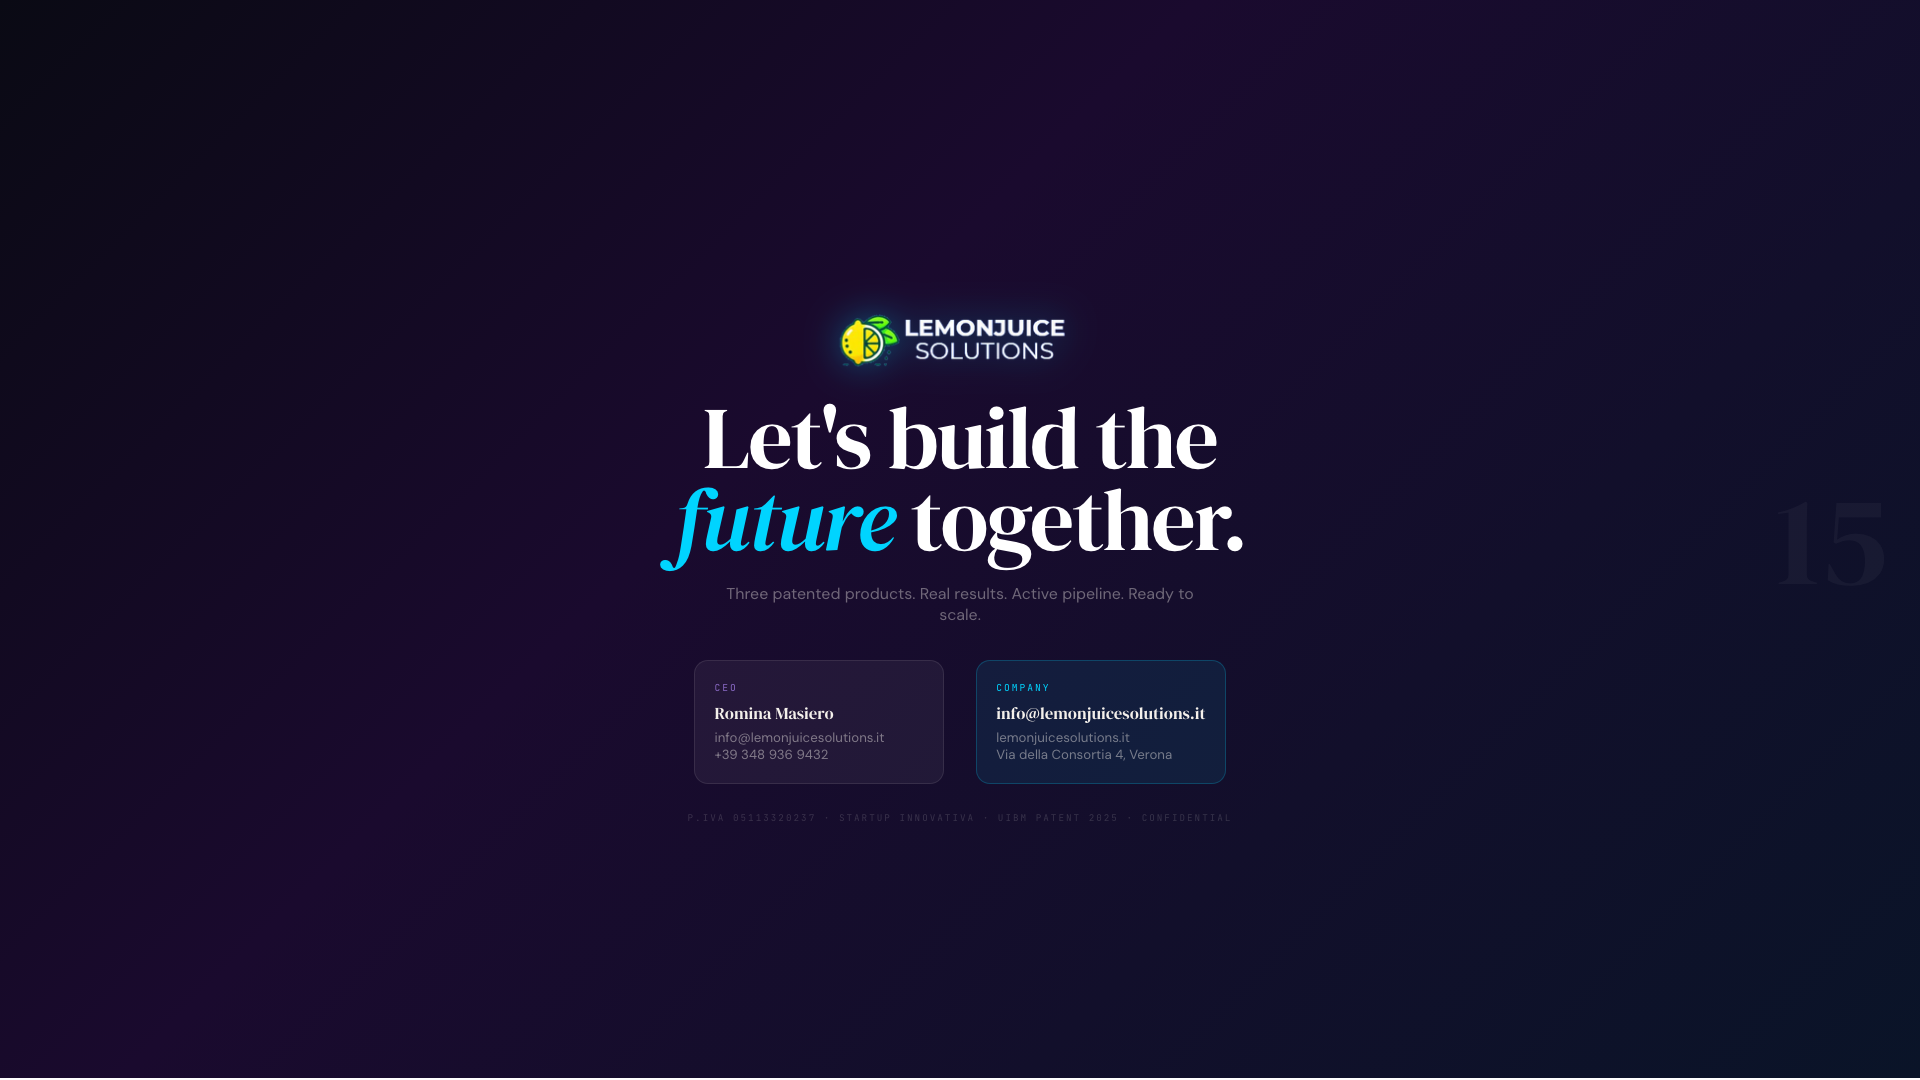 LEMONJUICE
SOLUTIONS
Let's build the
future together.
15
Three patented products. Real results. Active pipeline. Ready to
scale.
CEO
Romina Masiero
info@lemonjuicesolutions.it
+39 348 936 9432
COMPANY
info@lemonjuicesolutions.it
lemonjuicesolutions.it
Via della Consortia 4, Verona
P.IVA 05113320237 · STARTUP INNOVATIVA · UIBM PATENT 2025 · CONFIDENTIAL